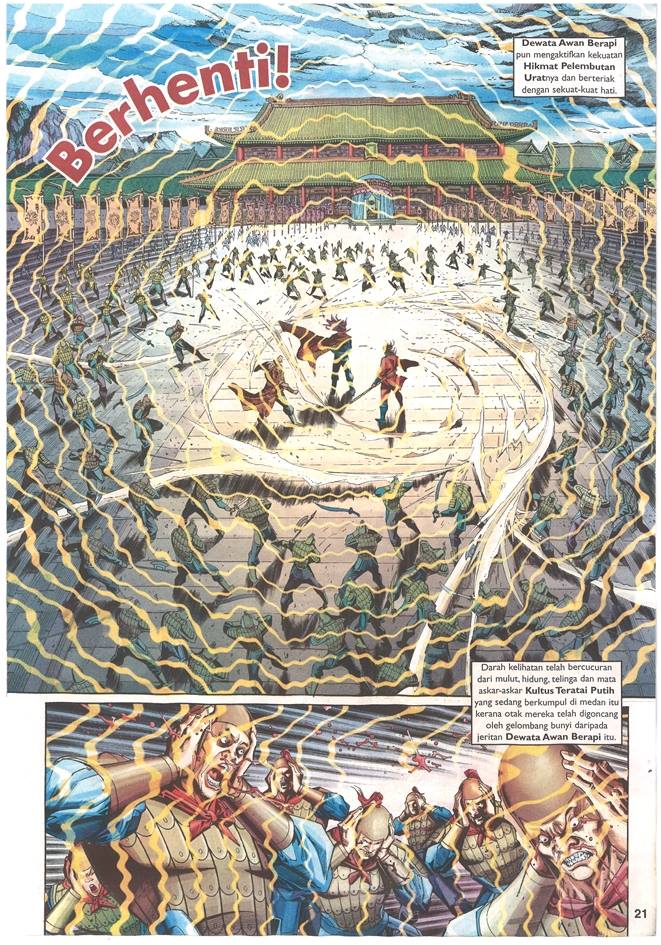 Dewata Awan Berapi
pun mengaktifkan kekuatan
Hikmat Pelembutan
Uratnya dan berteriak
dengan sekuat-kuat hati.
Berhenti!
Darah kelihatan telah bercucuran
dari mulut, hidung, telinga dan mata
askar-askar Kultus Teratai Putih
yang sedang berkumpul di medan itu
kerana otak mereka telah digoncang
oleh gelombang bunyi daripada
jeritan Dewata Awan Berapi itu.
21